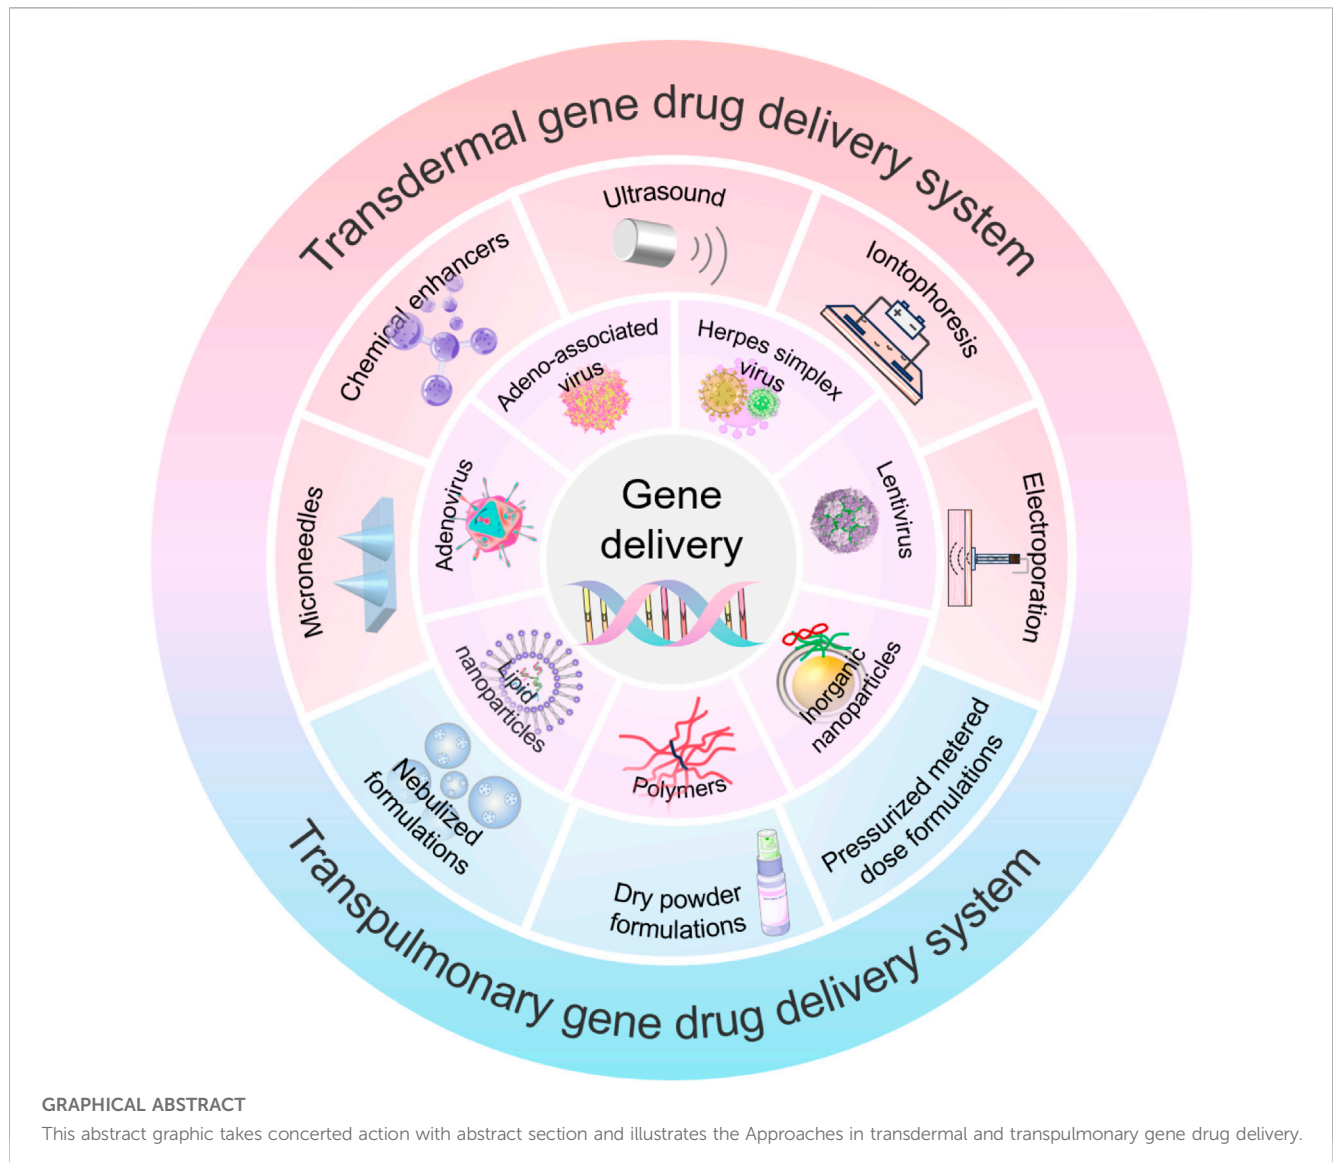 Transdermal gene drug delivery system
Ultrasound
Iontophoresis
Chemical enhancers
Electroporation
Microneedles
Adeno-associated
virus
Herpes simplex
virus
Adenovirus
Lentivirus
Gene
delivery
Lipid
nanoparticles
Inorganic
nanoparticles
Polymers
Nebulized
formulations
Dry powder
formulations
Pressurized metered
dose formulations
Transpulmonary gene drug delivery system
GRAPHICAL ABSTRACT
This abstract graphic takes concerted action with abstract section and illustrates the Approaches in transdermal and transpulmonary gene drug delivery.